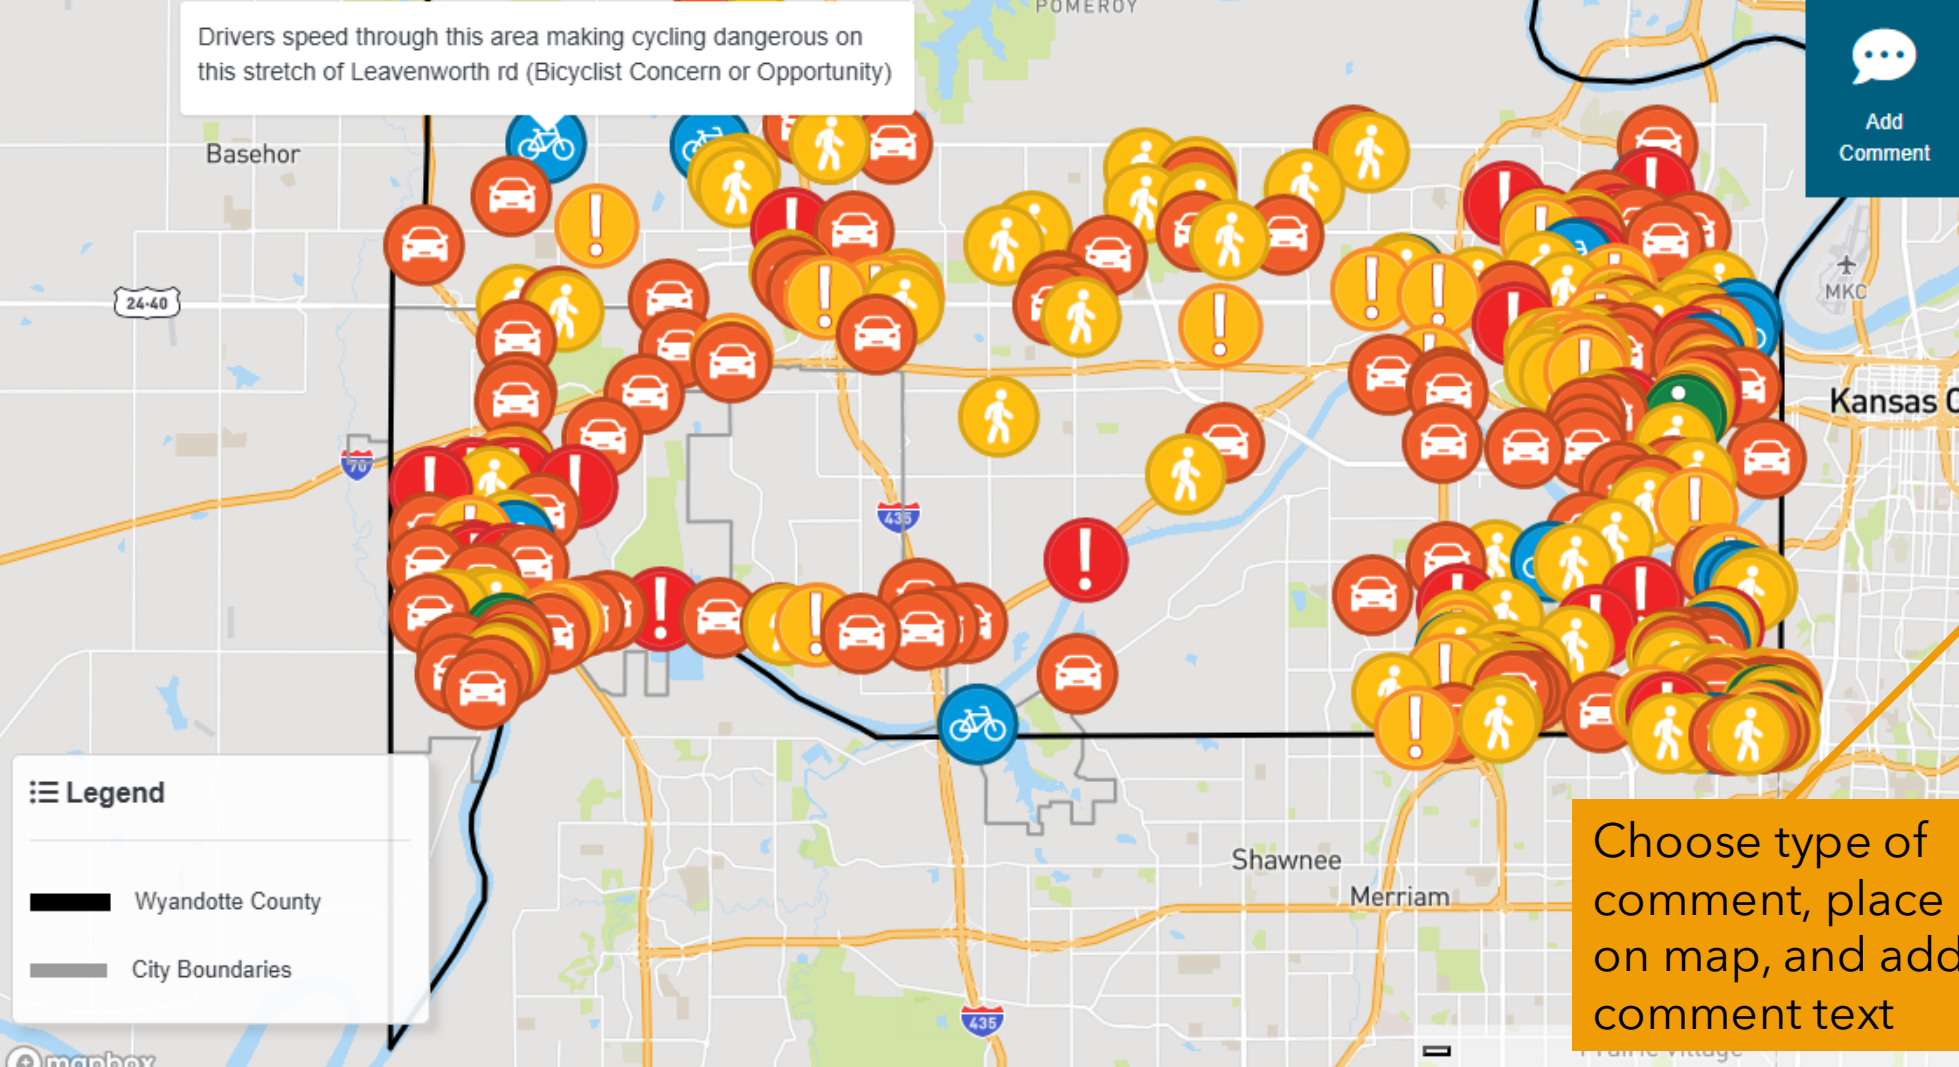 POMEROY
Drivers speed through this area making cycling dangerous on
this stretch of Leavenworth rd (Bicyclist Concern or Opportunity)
Add
Comment
Basehor
24-40
MKC
Kansas C
70
435
Legend
Wyandotte County
City Boundaries
Shawnee
Merriam
Choose type of
comment, place
on map, and add
comment text
435
Prairie Village
mapbox